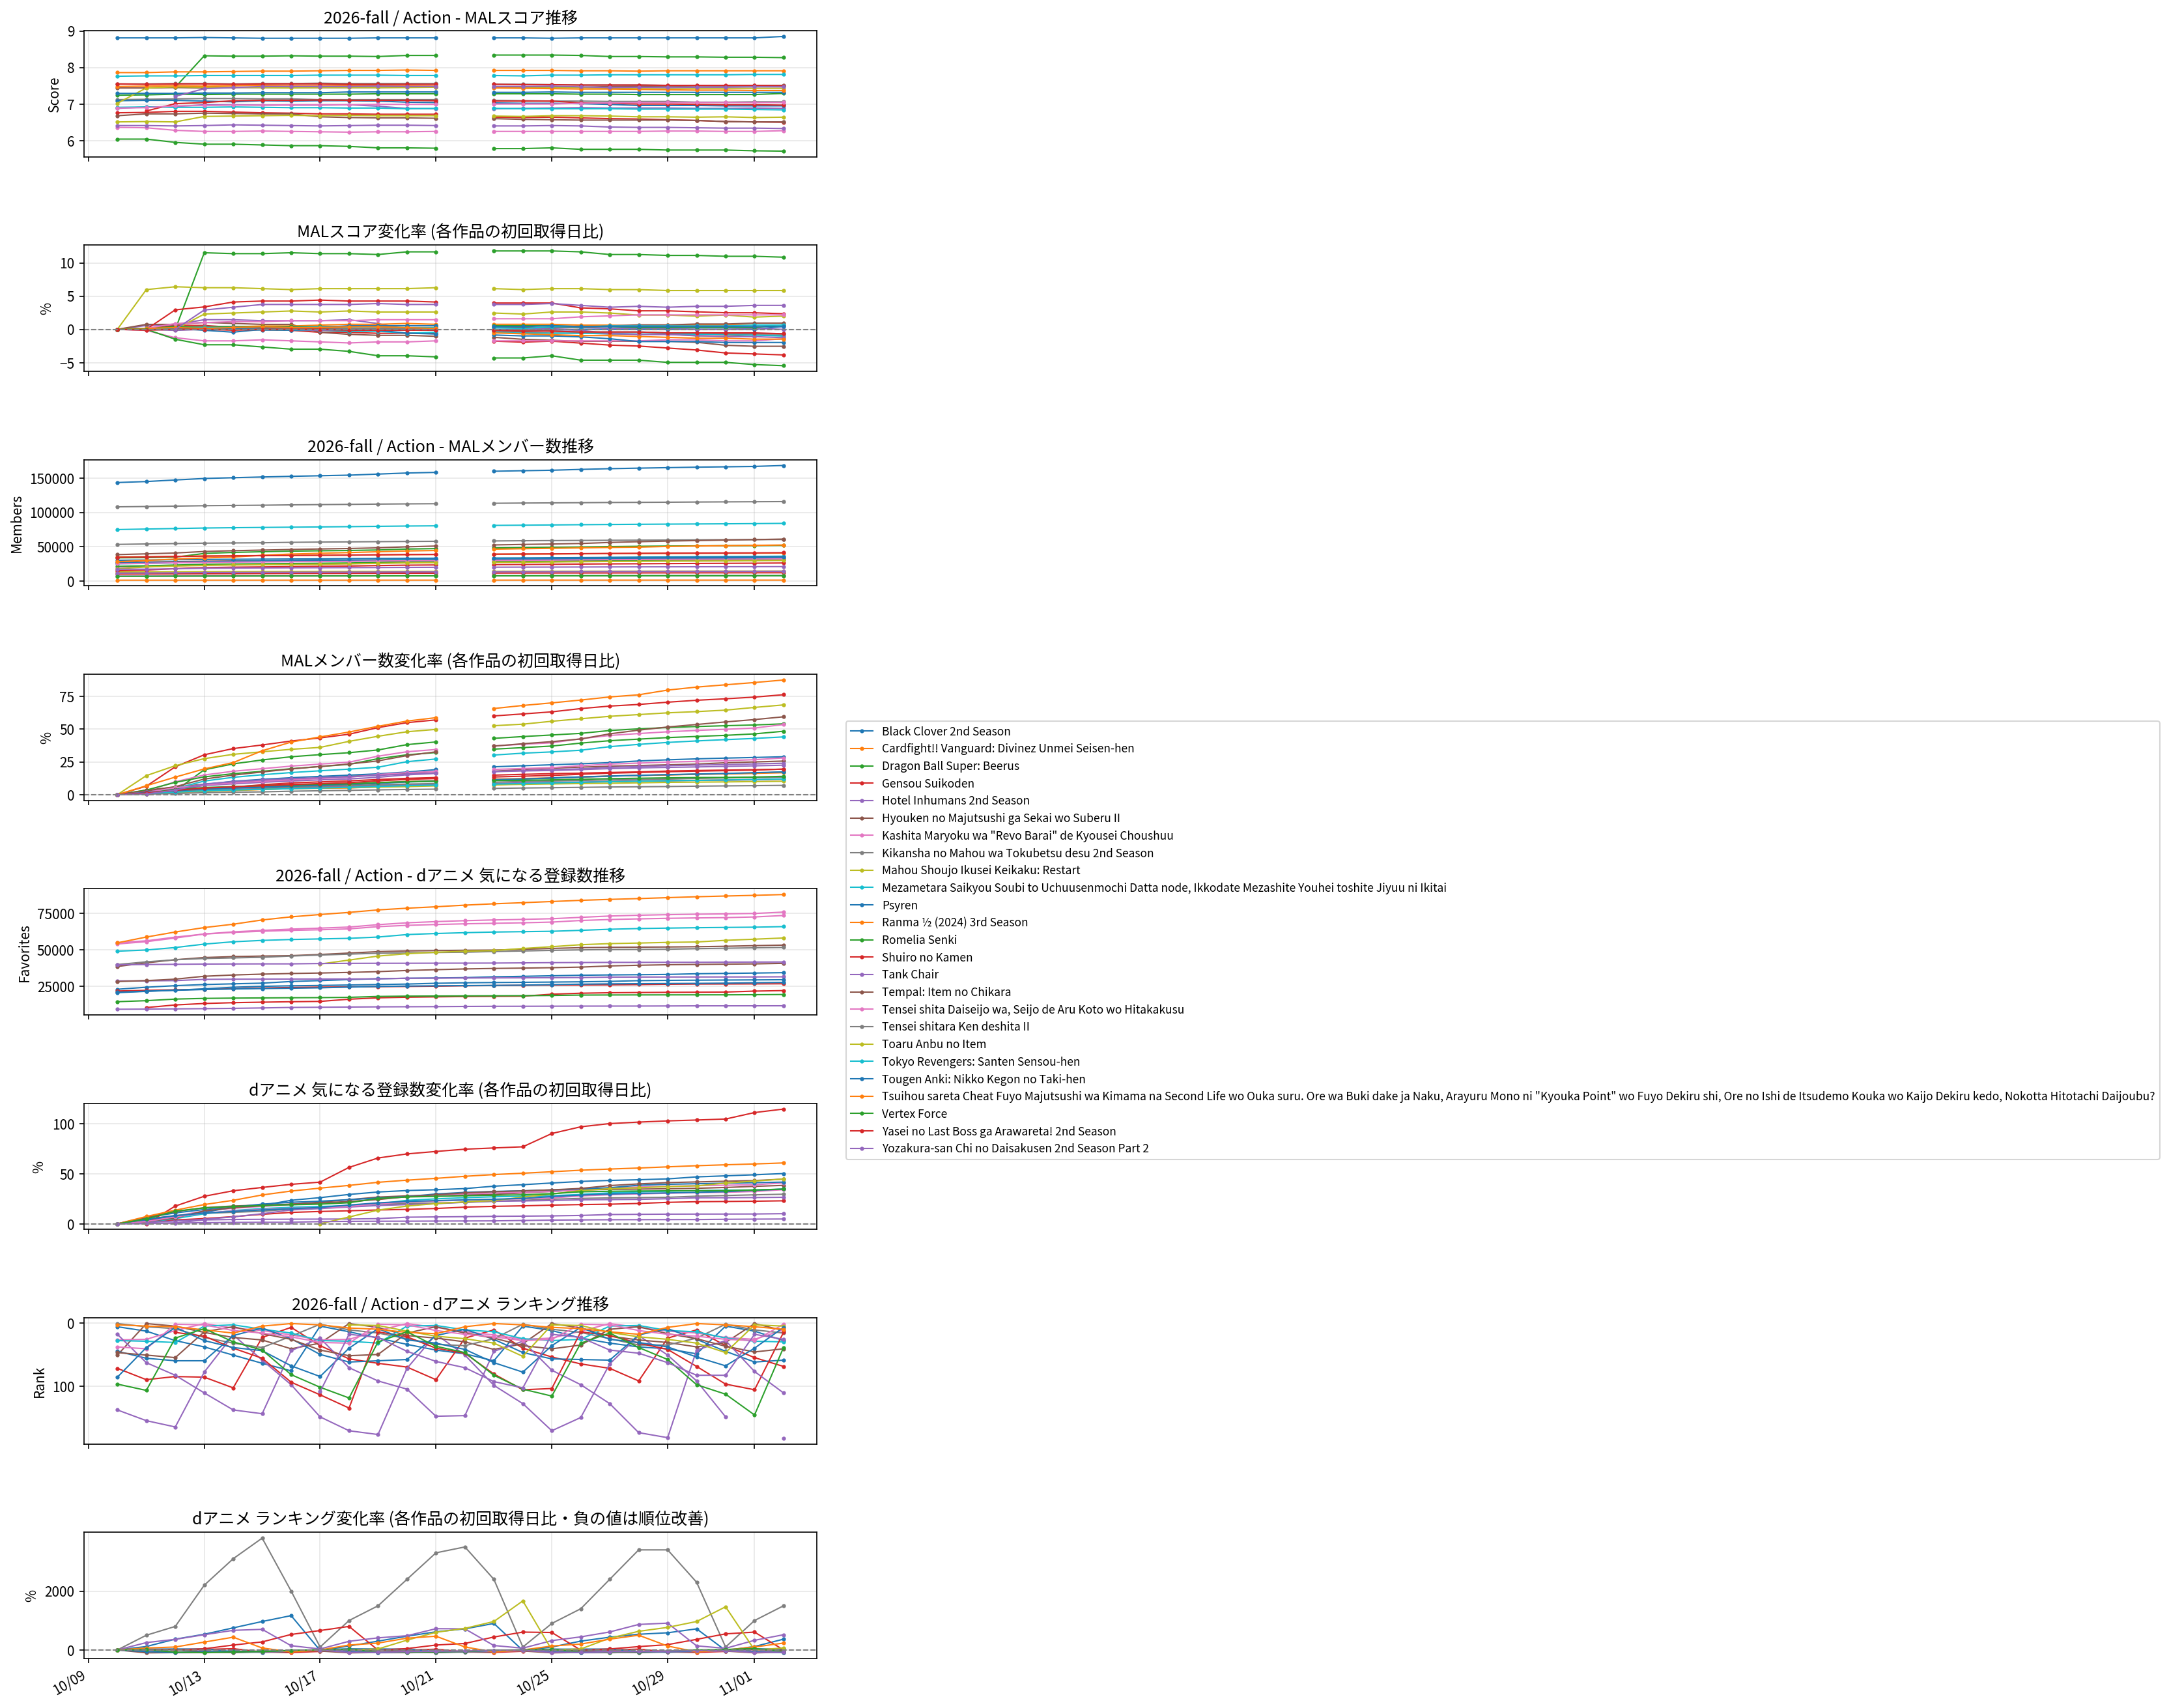 2026-fall / Action - MALスコア推移
9
8
7
6
Score
MALスコア変化率 (各作品の初回取得日比)
10
5
0
−5
%
2026-fall / Action - MALメンバー数推移
150000
100000
50000
0
Members
MALメンバー数変化率 (各作品の初回取得日比)
75
50
25
0
%
2026-fall / Action - dアニメ 気になる登録数推移
75000
50000
25000
Favorites
dアニメ 気になる登録数変化率 (各作品の初回取得日比)
100
50
0
%
2026-fall / Action - dアニメ ランキング推移
0
100
Rank
dアニメ ランキング変化率 (各作品の初回取得日比・負の値は順位改善)
2000
0
%
10/09
10/13
10/17
10/21
10/25
10/29
11/01
Black Clover 2nd Season
Cardfight!! Vanguard: Divinez Unmei Seisen-hen
Dragon Ball Super: Beerus
Gensou Suikoden
Hotel Inhumans 2nd Season
Hyouken no Majutsushi ga Sekai wo Suberu II
Kashita Maryoku wa "Revo Barai" de Kyousei Choushuu
Kikansha no Mahou wa Tokubetsu desu 2nd Season
Mahou Shoujo Ikusei Keikaku: Restart
Mezametara Saikyou Soubi to Uchuusenmochi Datta node, Ikkodate Mezashite Youhei toshite Jiyuu ni Ikitai
Psyren
Ranma ½ (2024) 3rd Season
Romelia Senki
Shuiro no Kamen
Tank Chair
Tempal: Item no Chikara
Tensei shita Daiseijo wa, Seijo de Aru Koto wo Hitakakusu
Tensei shitara Ken deshita II
Toaru Anbu no Item
Tokyo Revengers: Santen Sensou-hen
Tougen Anki: Nikko Kegon no Taki-hen
Tsuihou sareta Cheat Fuyo Majutsushi wa Kimama na Second Life wo Ouka suru. Ore wa Buki dake ja Naku, Arayuru Mono ni "Kyouka Point" wo Fuyo Dekiru shi, Ore no Ishi de Itsudemo Kouka wo Kaijo Dekiru kedo, Nokotta Hitotachi Daijoubu?
Vertex Force
Yasei no Last Boss ga Arawareta! 2nd Season
Yozakura-san Chi no Daisakusen 2nd Season Part 2